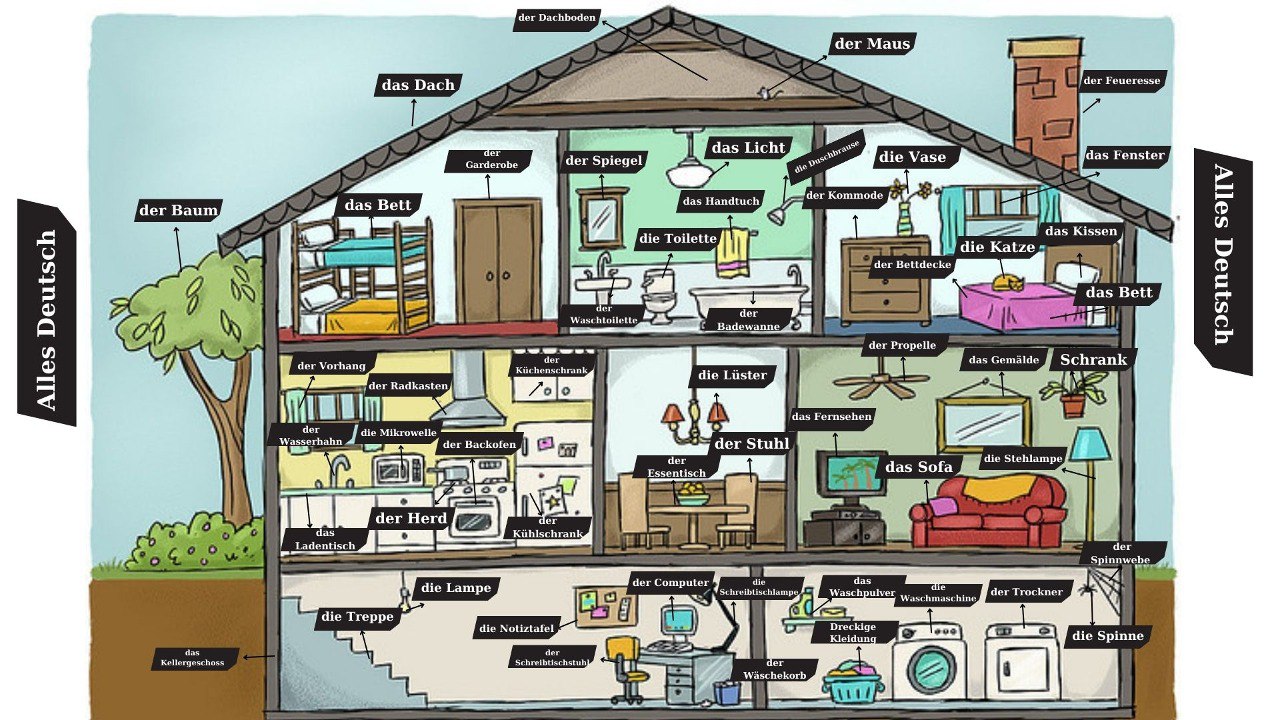 der Dachboden
der Maus
das Dach
der Feueresse
der
Garderobe
der Spiegel
das Licht
die Duschbrause
die Vase
das Fenster
das Bett
das Handtuch
der Kommode
der Baum
die Toilette
die Katze
das Kissen
der Bettdecke
das Bett
der
Waschtoilette
der
Badewanne
Alles Deutsch
Alles Deutsch
der Vorhang
der Radkasten
der
Küchenschrank
die Lüster
der Propelle
das Gemälde
Schrank
der
Wasserhahn
die Mikrowelle
der Backofen
der Stuhl
das Fernsehen
der
Essentisch
das Sofa
die Stehlampe
das
Ladentisch
der Herd
der
Kühlschrank
der
Spinnwebe
die Lampe
der Computer
die
Schreibtischlampe
das
Waschpulver
die
Waschmaschine
der Trockner
die Treppe
die Notiztafel
Dreckige
Kleidung
die Spinne
das
Kellergeschoss
der
Schreibtischstuhl
der
Wäschekorb